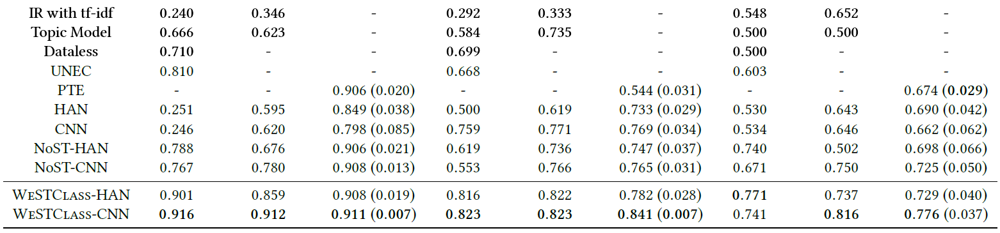 IR with tf-idf 0.240 0.346 - 0.292 0.333 - 0.548 0.652 -
Topic Model 0.666 0.623 - 0.584 0.735 - 0.500 0.500 -
Dataless 0.710 - - 0.699 - - 0.500 - -
UNEC 0.810 - - 0.668 - - 0.603 - -
PTE - - 0.906 (0.020) - - 0.544 (0.031) - - 0.674 (0.029)
HAN 0.251 0.595 0.849 (0.038) 0.500 0.619 0.733 (0.029) 0.530 0.643 0.690 (0.042)
CNN 0.246 0.620 0.798 (0.085) 0.759 0.771 0.769 (0.034) 0.534 0.646 0.662 (0.062)
NoST-HAN 0.788 0.676 0.906 (0.021) 0.619 0.736 0.747 (0.037) 0.740 0.502 0.698 (0.066)
NoST-CNN 0.767 0.780 0.908 (0.013) 0.553 0.766 0.765 (0.031) 0.671 0.750 0.725 (0.050)
WeSTClass-HAN 0.901 0.859 0.908 (0.019) 0.816 0.822 0.782 (0.028) 0.771 0.737 0.729 (0.040)
WeSTClass-CNN 0.916 0.912 0.911 (0.007) 0.823 0.823 0.841 (0.007) 0.741 0.816 0.776 (0.037)